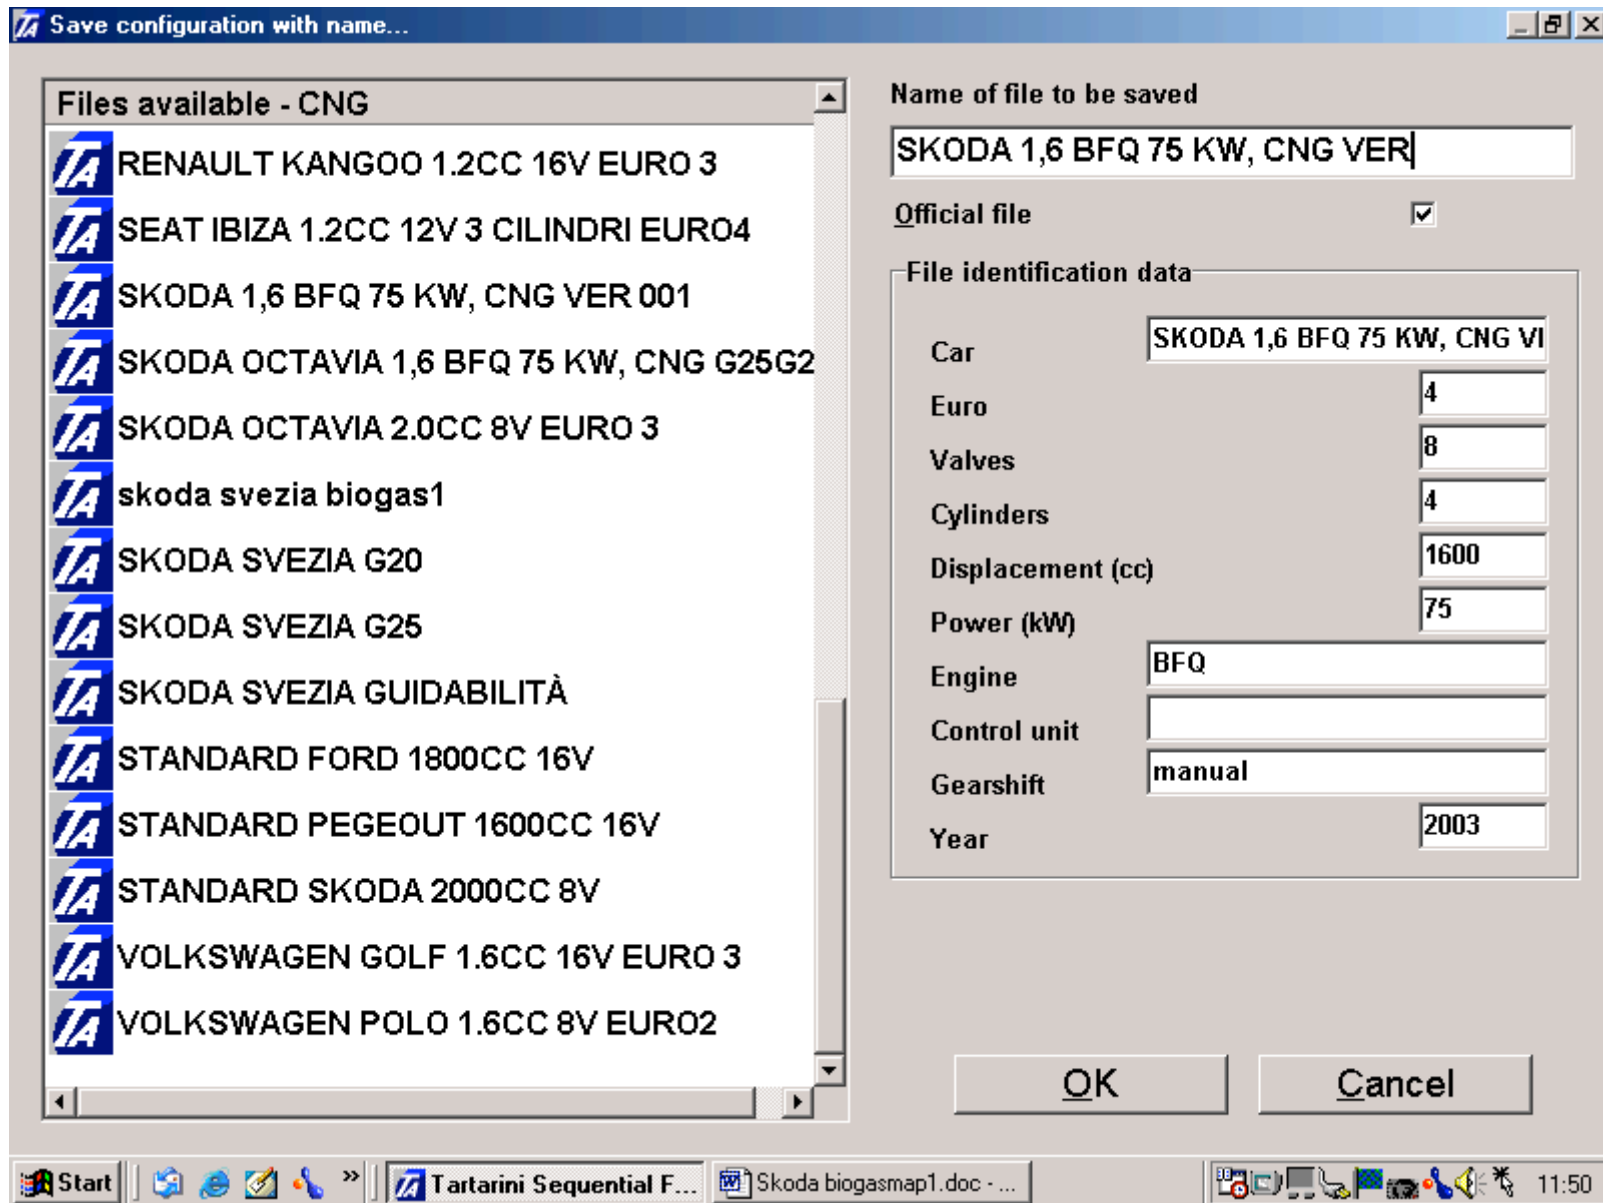 Save configuration with name...
Files available - CNG
RENAULT KANGOO 1.2CC 16V EURO 3
SEAT IBIZA 1.2CC 12V 3 CILINDRI EURO4
SKODA 1,6 BFQ 75 KW, CNG VER 001
SKODA OCTAVIA 1,6 BFQ 75 KW, CNG G25G2
SKODA OCTAVIA 2.0CC 8V EURO 3
skoda svezia biogas1
SKODA SVEZIA G20
SKODA SVEZIA G25
SKODA SVEZIA GUIDABILITÀ
STANDARD FORD 1800CC 16V
STANDARD PEGEOUT 1600CC 16V
STANDARD SKODA 2000CC 8V
VOLKSWAGEN GOLF 1.6CC 16V EURO 3
VOLKSWAGEN POLO 1.6CC 8V EURO2
Name of file to be saved
SKODA 1,6 BFQ 75 KW, CNG VER
Official file
File identification data
Car SKODA 1,6 BFQ 75 KW, CNG VI
Euro 4
Valves 8
Cylinders 4
Displacement (cc) 1600
Power (kW) 75
Engine BFQ
Control unit
Gearshift manual
Year 2003
OK Cancel
Start » Tartarini Sequential F... Skoda biogasmap1.doc - ... 11:50